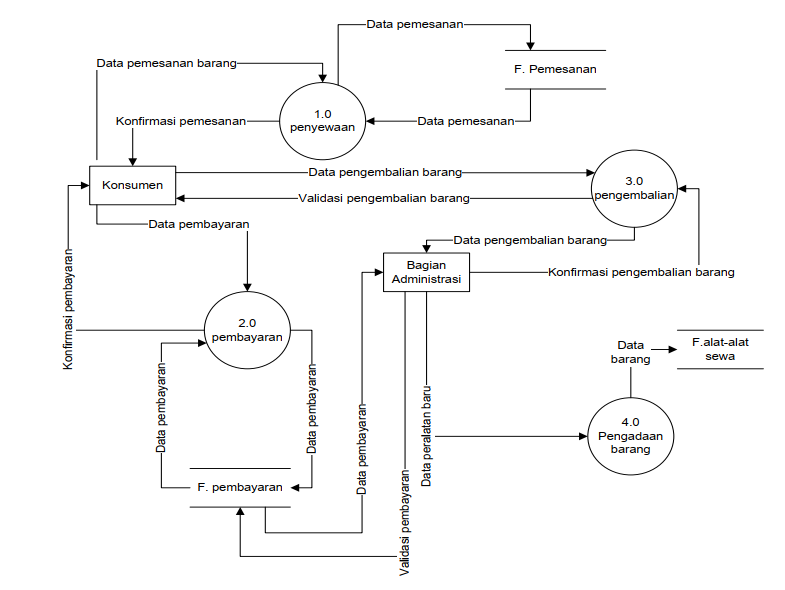 Data pemesanan
Data pemesanan barang
F. Pemesanan
1.0
penyewaan
Konfirmasi pemesanan
Data pemesanan
Konsumen
Data pengembalian barang
3.0
pengembalian
Validasi pengembalian barang
Data pembayaran
Data pengembalian barang
Bagian
Administrasi
Konfirmasi pengembalian barang
Konfirmasi pembayaran
2.0
pembayaran
Data
barang
F.alat-alat
sewa
Data pembayaran
Data pembayaran
Data pembayaran
Data peralatan baru
4.0
Pengadaan
barang
F. pembayaran
Validasi pembayaran